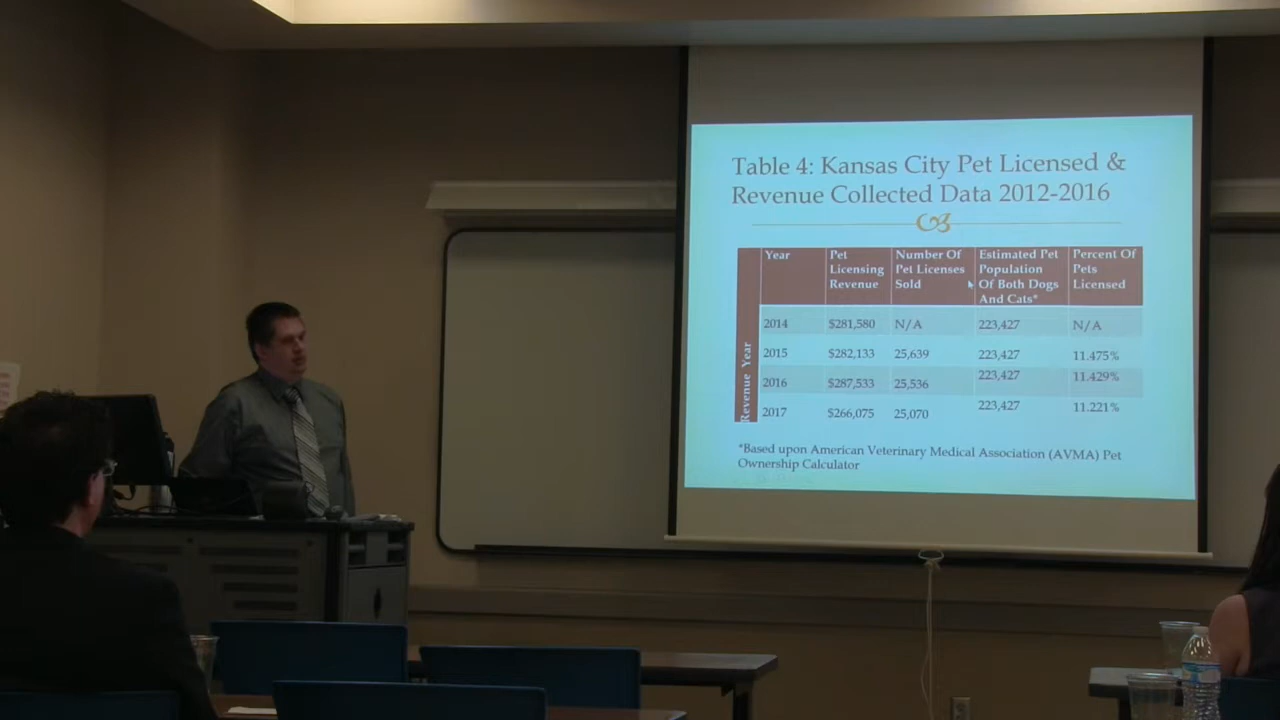 Table 4: Kansas City Pet Licensed &
Revenue Collected Data 2012-2016
Year Pet Licensing Revenue Number Of Pet Licenses Sold Estimated Pet Population Of Both Dogs And Cats* Percent Of Pets Licensed
Revenue Year
2014 $281,580 N/A 223,427 N/A
2015 $282,133 25,639 223,427 11.475%
2016 $287,533 25,536 223,427 11.429%
2017 $266,075 25,070 223,427 11.221%
*Based upon American Veterinary Medical Association (AVMA) Pet
Ownership Calculator